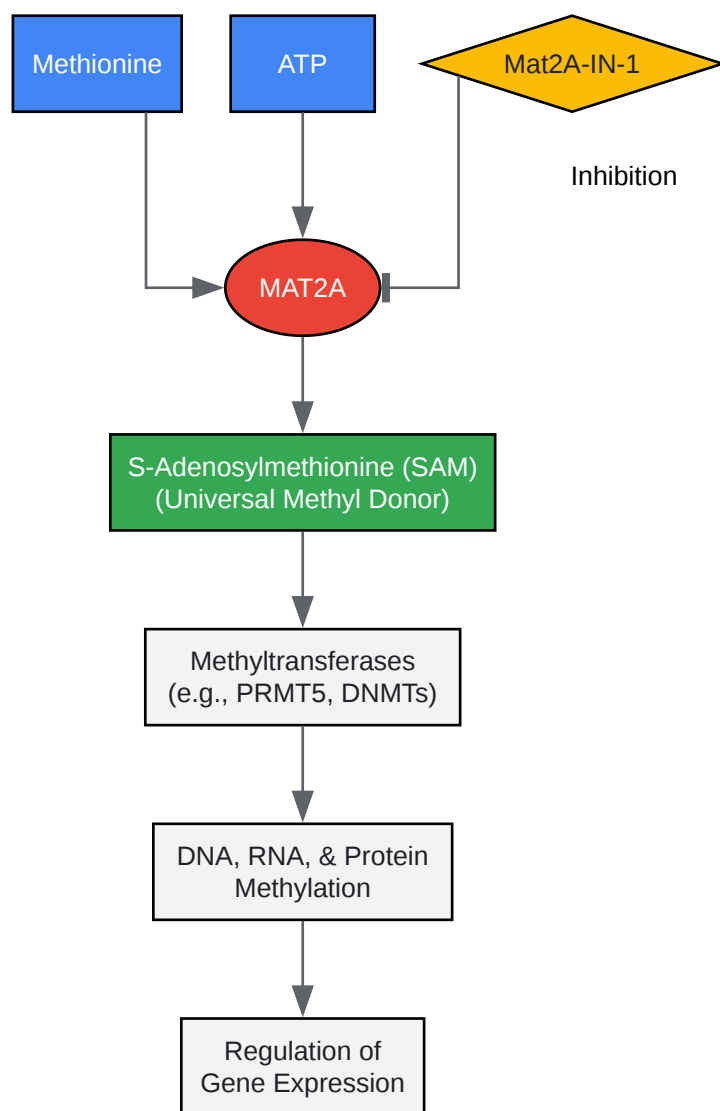 Methionine
ATP
Mat2A-IN-1
Inhibition
MAT2A
S-Adenosylmethionine (SAM)
(Universal Methyl Donor)
Methyltransferases
(e.g., PRMT5, DNMTs)
DNA, RNA, & Protein
Methylation
Regulation of
Gene Expression